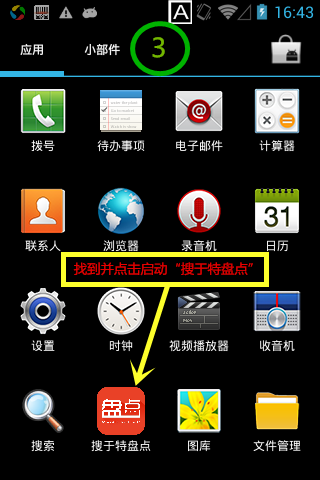 A
16:43
应用
小部件
3
拨号
待办事项
电子邮件
计算器
联系人
浏览器
录音机
31
日历
找到并点击启动“搜于特盘点”
设置
时钟
视频播放器
收音机
盘点
搜索
搜于特盘点
图库
文件管理